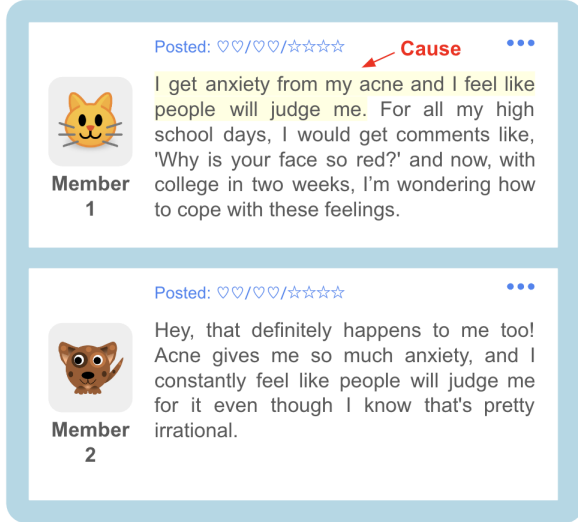 Posted: ♡♡/♡♡/☆☆☆☆
Cause
I get anxiety from my acne and I feel like
people will judge me. For all my high
school days, I would get comments like,
'Why is your face so red?' and now, with
college in two weeks, I’m wondering how
to cope with these feelings.
Member
1
Posted: ♡♡/♡♡/☆☆☆☆
Hey, that definitely happens to me too!
Acne gives me so much anxiety, and I
constantly feel like people will judge me
for it even though I know that's pretty
irrational.
Member
2